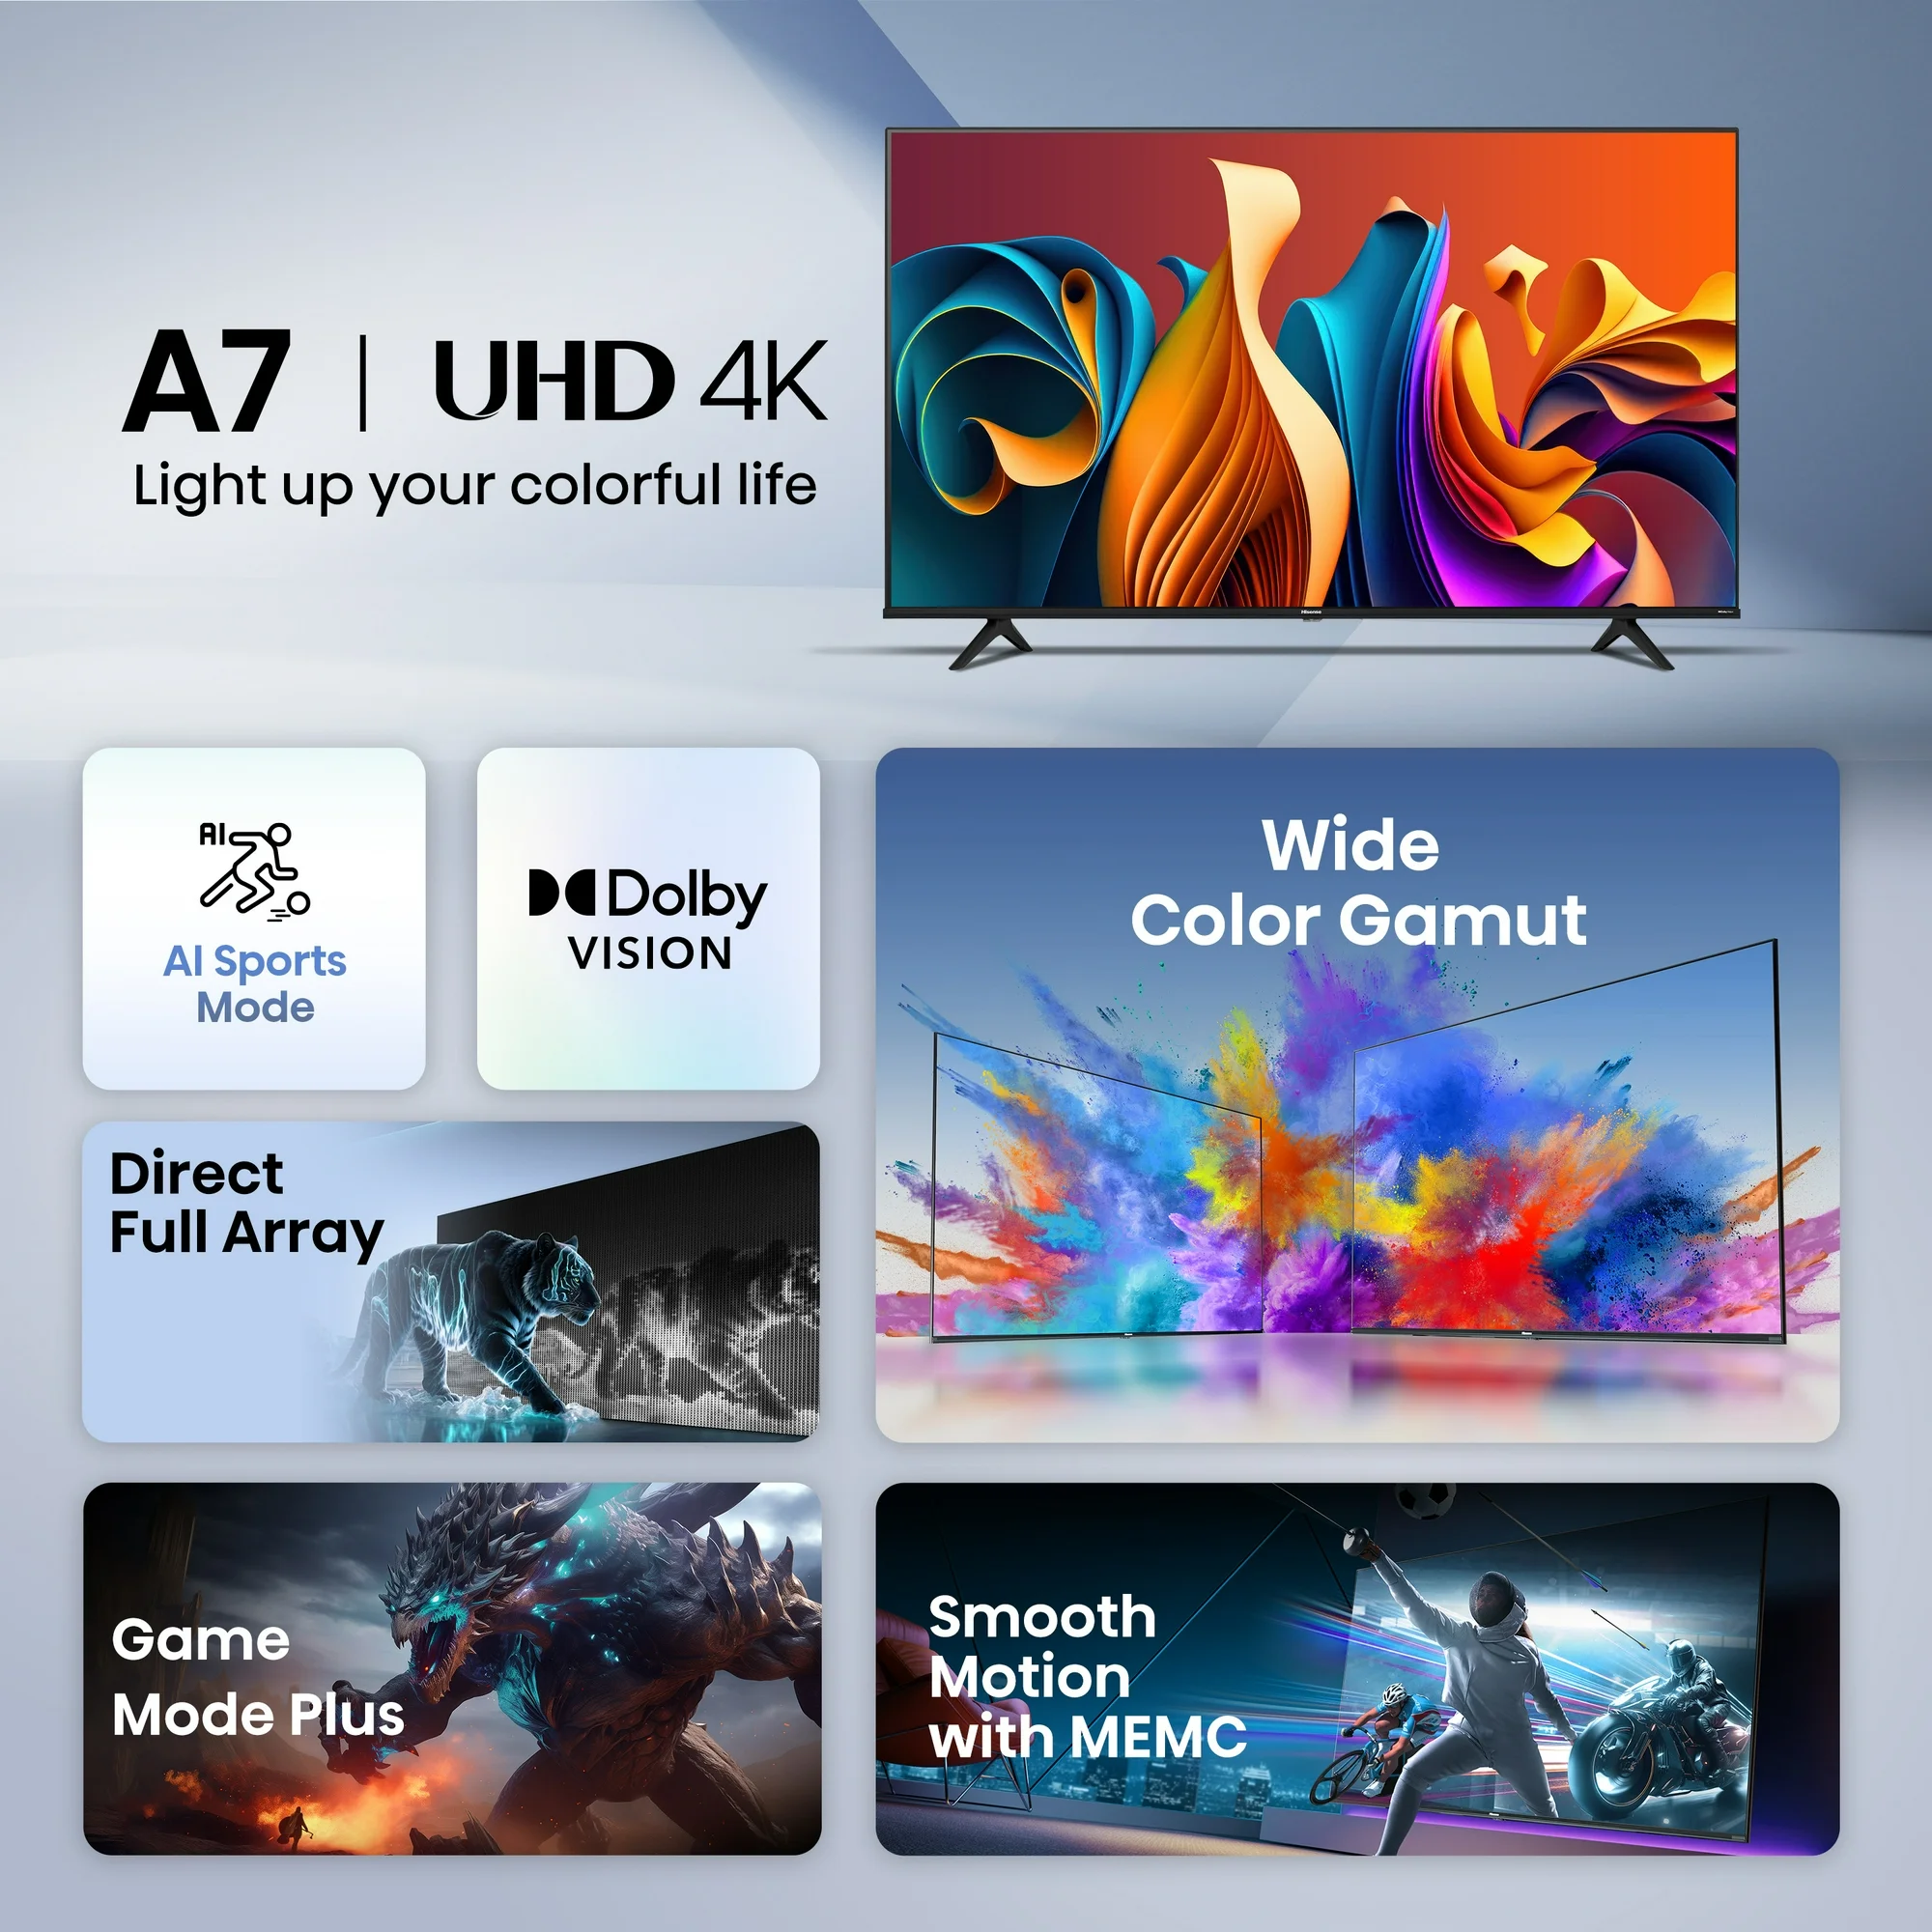 A7 | UHD 4K
Light up your colorful life
Hisense
AI
AI Sports
Mode
Dolby
VISION
Wide
Color Gamut
Direct
Full Array
Game
Mode Plus
Smooth
Motion
with MEMC